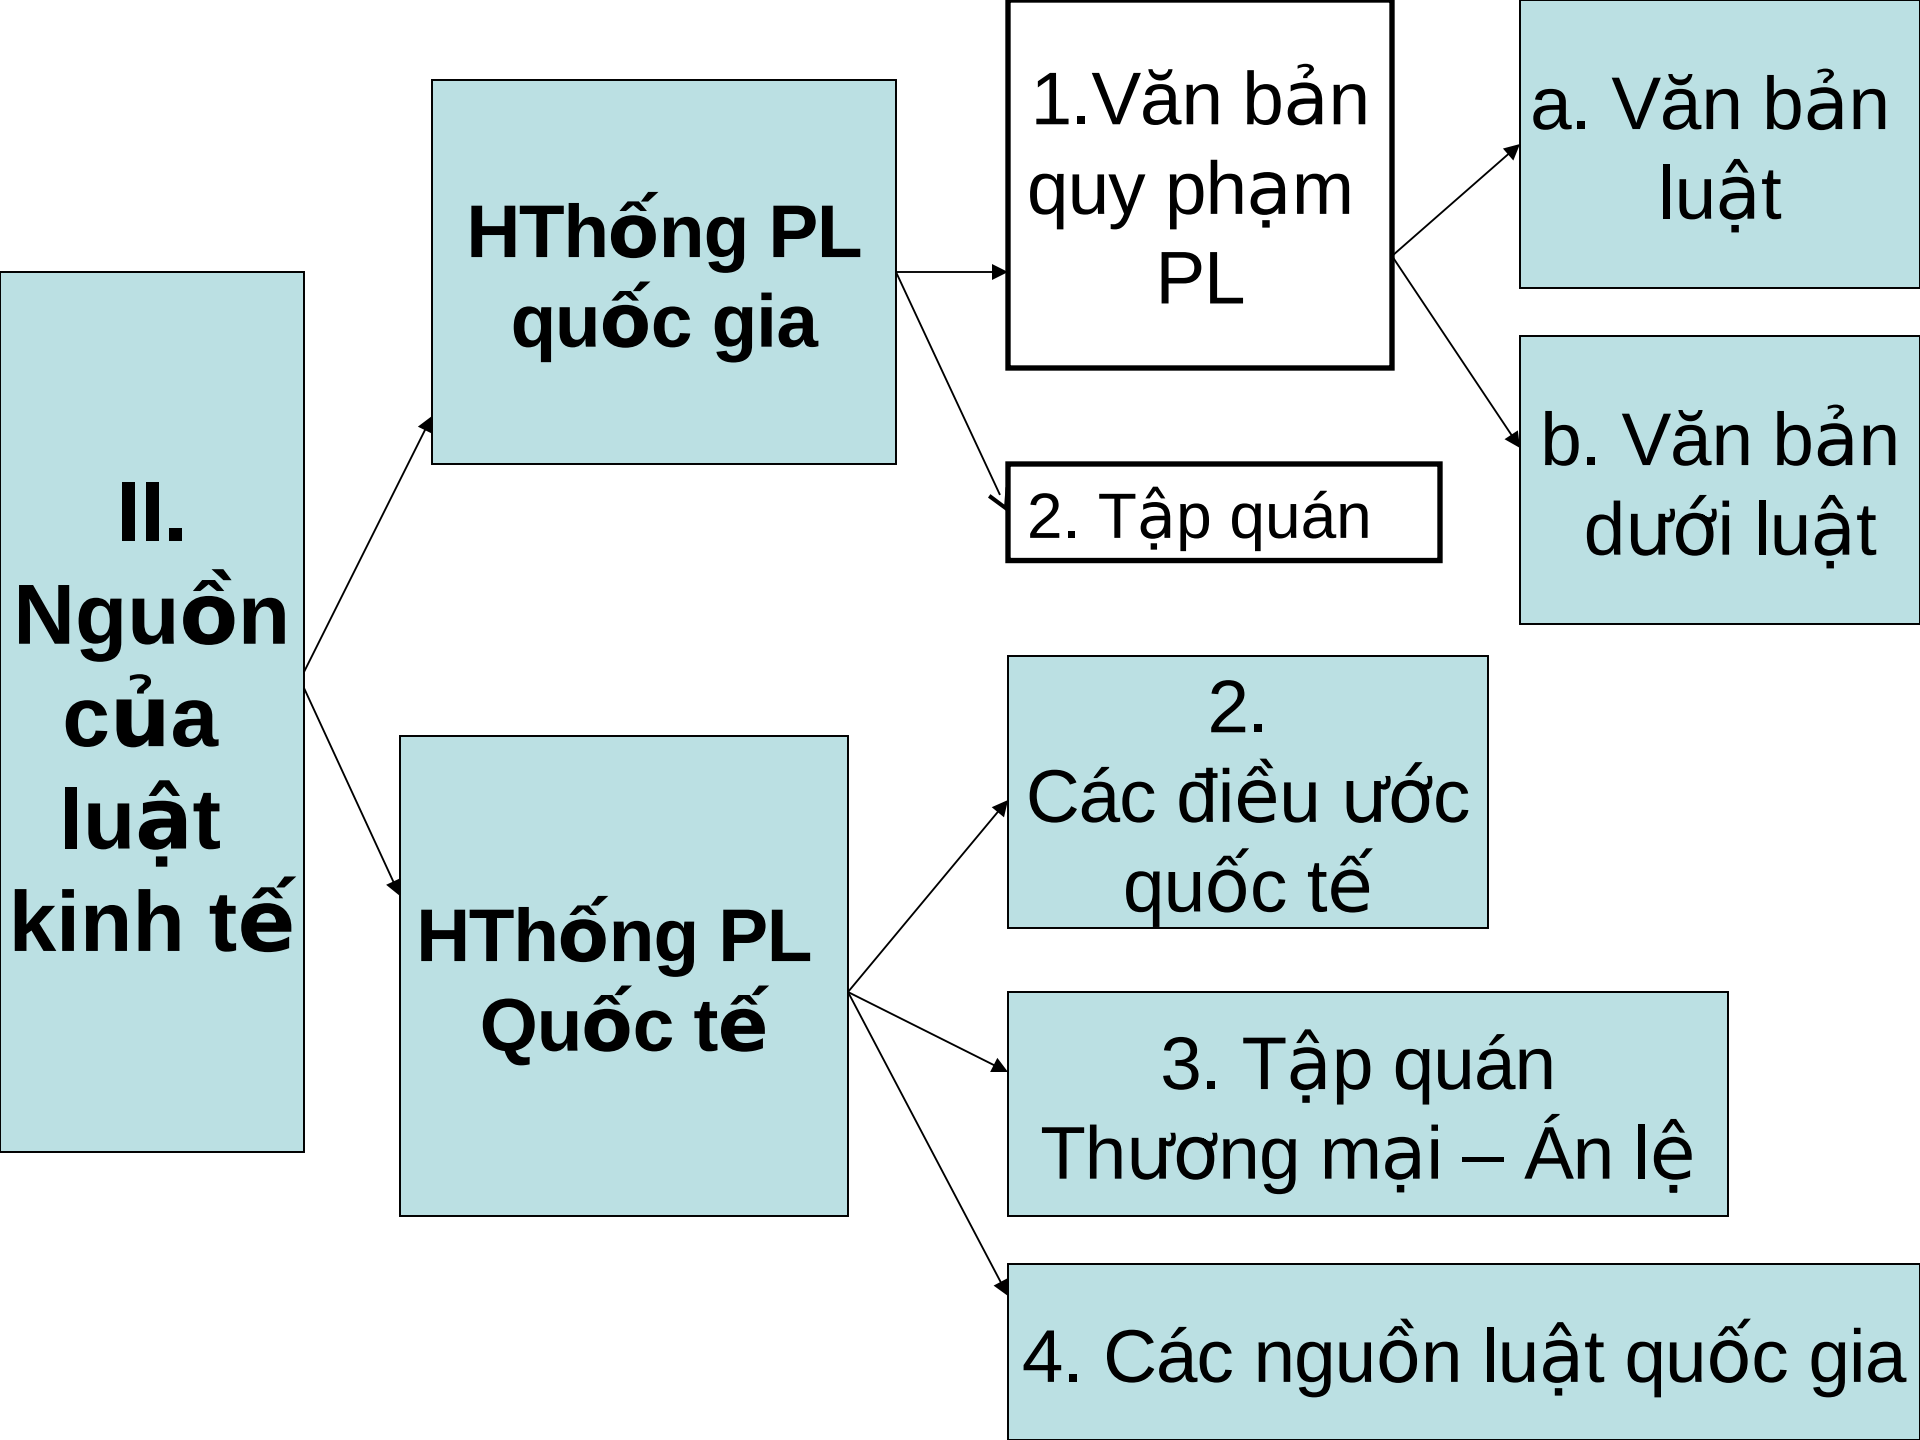 II.
Nguồn
của
luật
kinh tế
HThống PL
quốc gia
1.Văn bản
quy phạm
PL
a. Văn bản
luật
b. Văn bản
dưới luật
2. Tập quán
HThống PL
Quốc tế
2.
Các điều ước
quốc tế
3. Tập quán
Thương mại – Án lệ
4. Các nguồn luật quốc gia